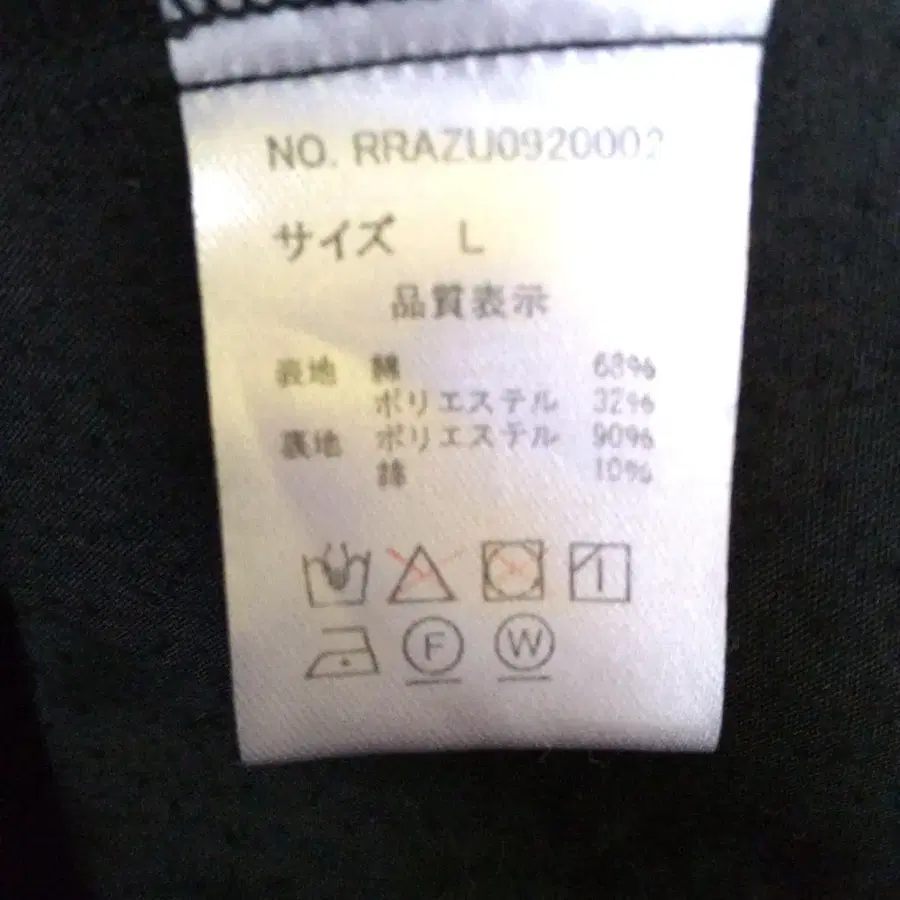 NO. RRAZU0920002
サイズ L
品質表示
表地 綿 68%
ポリエステル 32%
裏地 ポリエステル 90%
綿 10%
F W